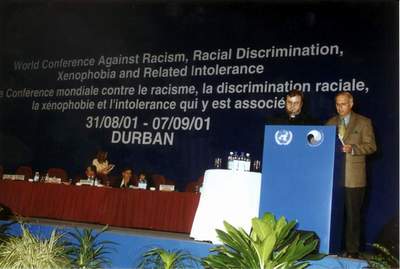 World Conference Against Racism, Racial Discrimination,
Xenophobia and Related Intolerance
Conférence mondiale contre le racisme, la discrimination raciale,
la xénophobie et l'intolérance qui y est associée
31/08/01 - 07/09/01
DURBAN